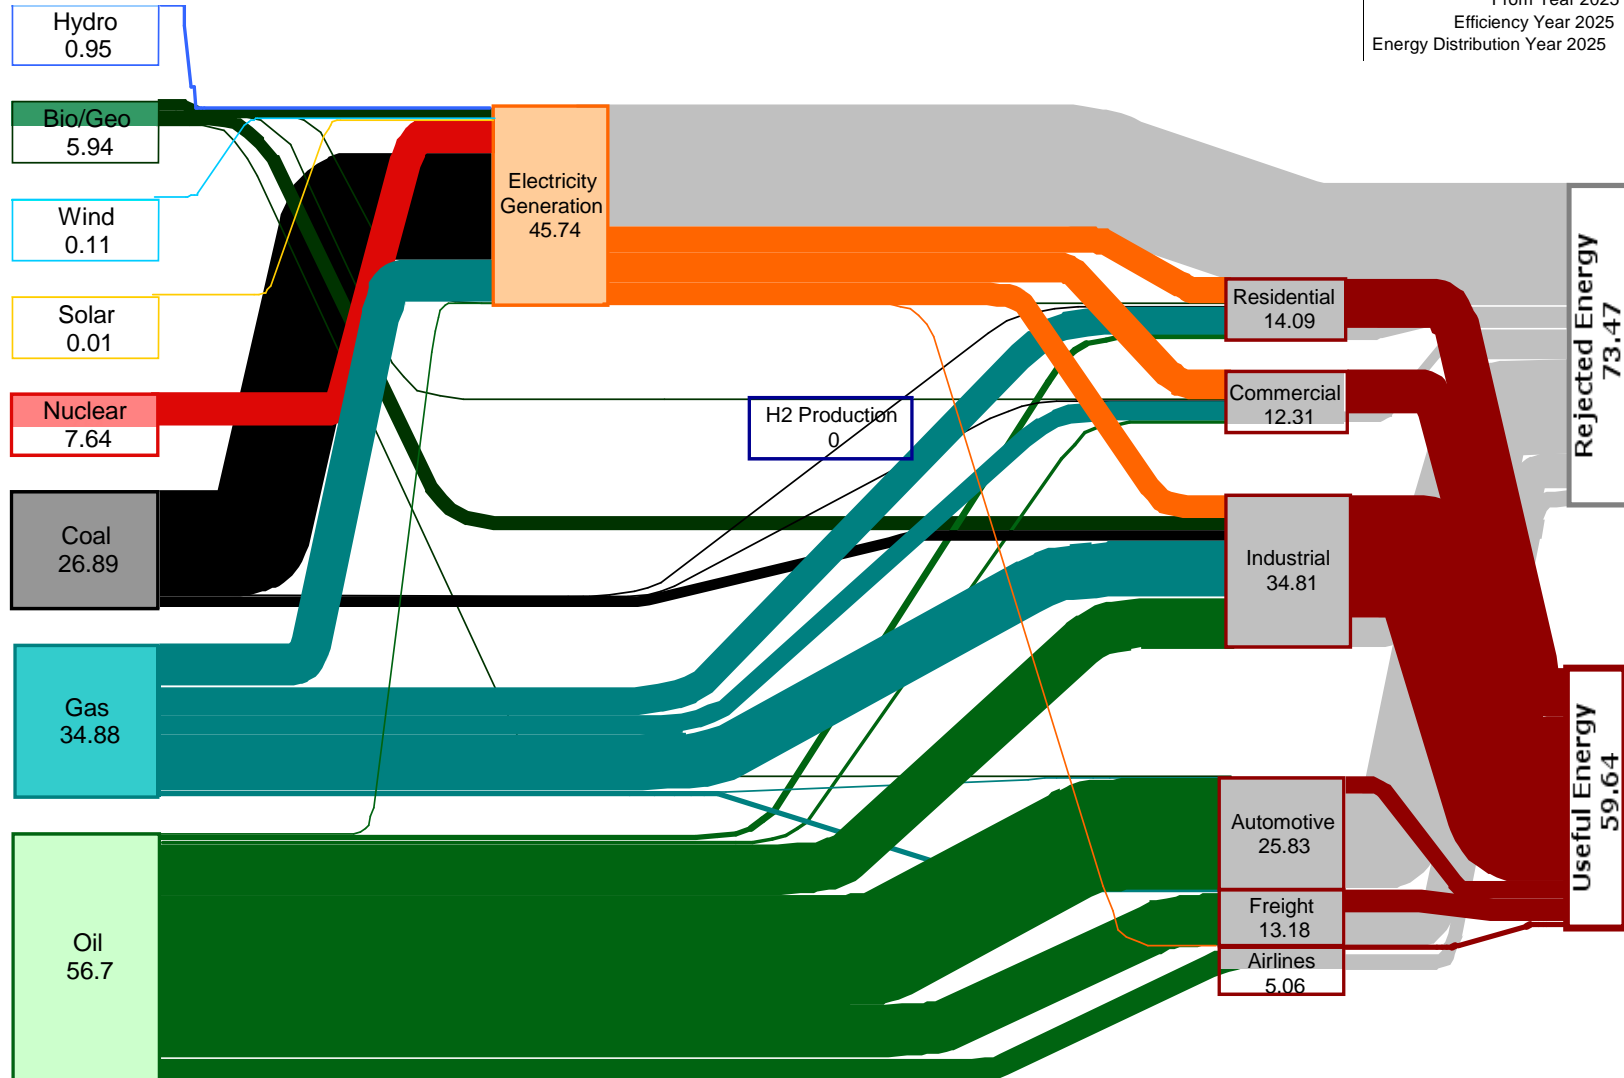 From Year 2025
Efficiency Year 2025
Energy Distribution Year 2025
Hydro
0.95
Bio/Geo
5.94
Wind
0.11
Solar
0.01
Nuclear
7.64
Coal
26.89
Gas
34.88
Oil
56.7
Electricity
Generation
45.74
H2 Production
0
Residential
14.09
Commercial
12.31
Industrial
34.81
Automotive
25.83
Freight
13.18
Airlines
5.06
Rejected Energy
73.47
Useful Energy
59.64